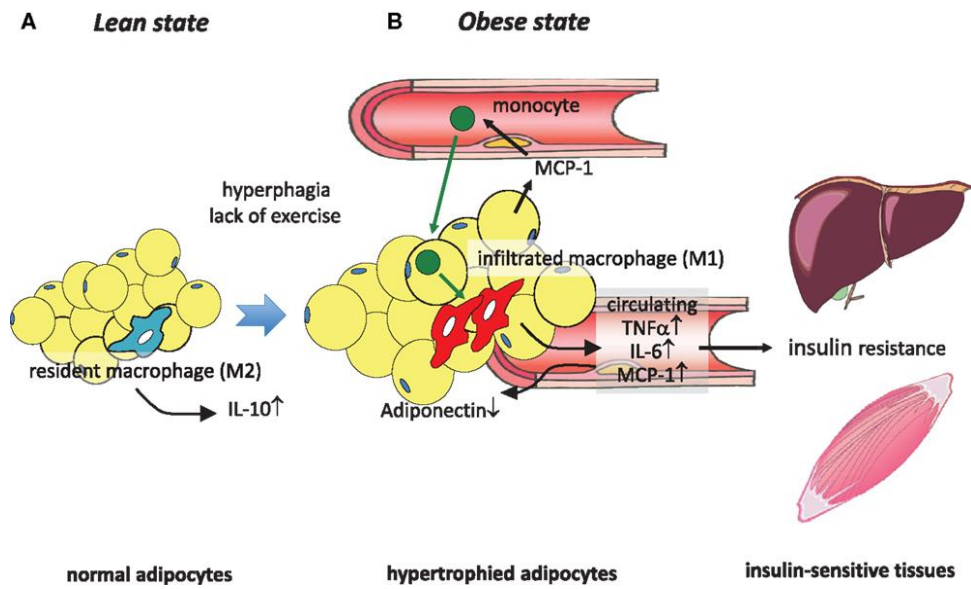 A
Lean state
B
Obese state
monocyte
MCP-1
hyperphagia
lack of exercise
infiltrated macrophage (M1)
circulating
TNFα↑
IL-6↑
MCP-1↑
insulin resistance
resident macrophage (M2)
IL-10↑
Adiponectin↓
normal adipocytes
hypertrophied adipocytes
insulin-sensitive tissues